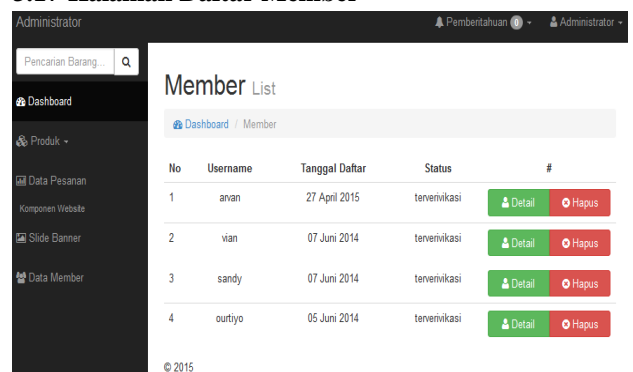 Administrator
Pemberitahuan 0
Administrator
Pencarian Barang...
Dashboard
Produk
Data Pesanan
Komponen Website
Slide Banner
Data Member
Member List
Dashboard / Member
No Username Tanggal Daftar Status #
1 arvan 27 April 2015 terverivikasi Detail Hapus
2 vian 07 Juni 2014 terverivikasi Detail Hapus
3 sandy 07 Juni 2014 terverivikasi Detail Hapus
4 ourtiyo 05 Juni 2014 terverivikasi Detail Hapus
© 2015